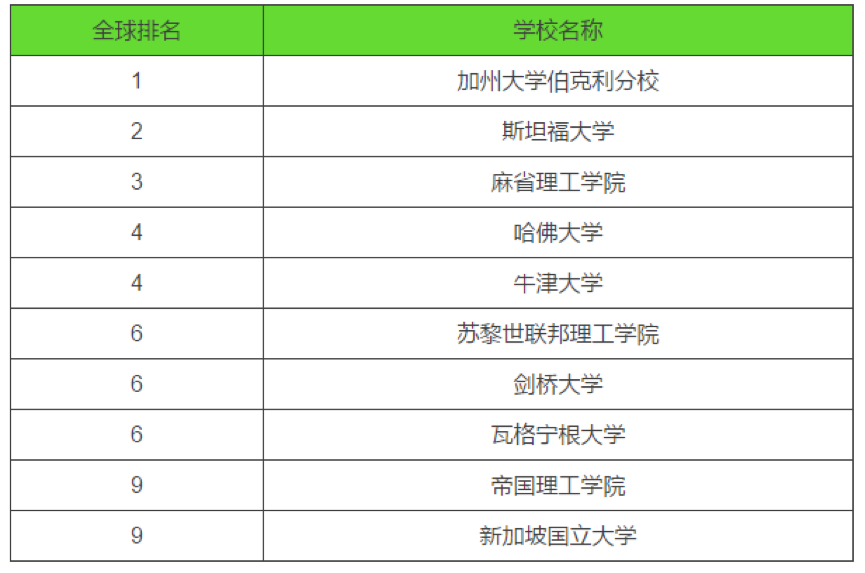 全球排名 学校名称
1 加州大学伯克利分校
2 斯坦福大学
3 麻省理工学院
4 哈佛大学
4 牛津大学
6 苏黎世联邦理工学院
6 剑桥大学
6 瓦格宁根大学
9 帝国理工学院
9 新加坡国立大学